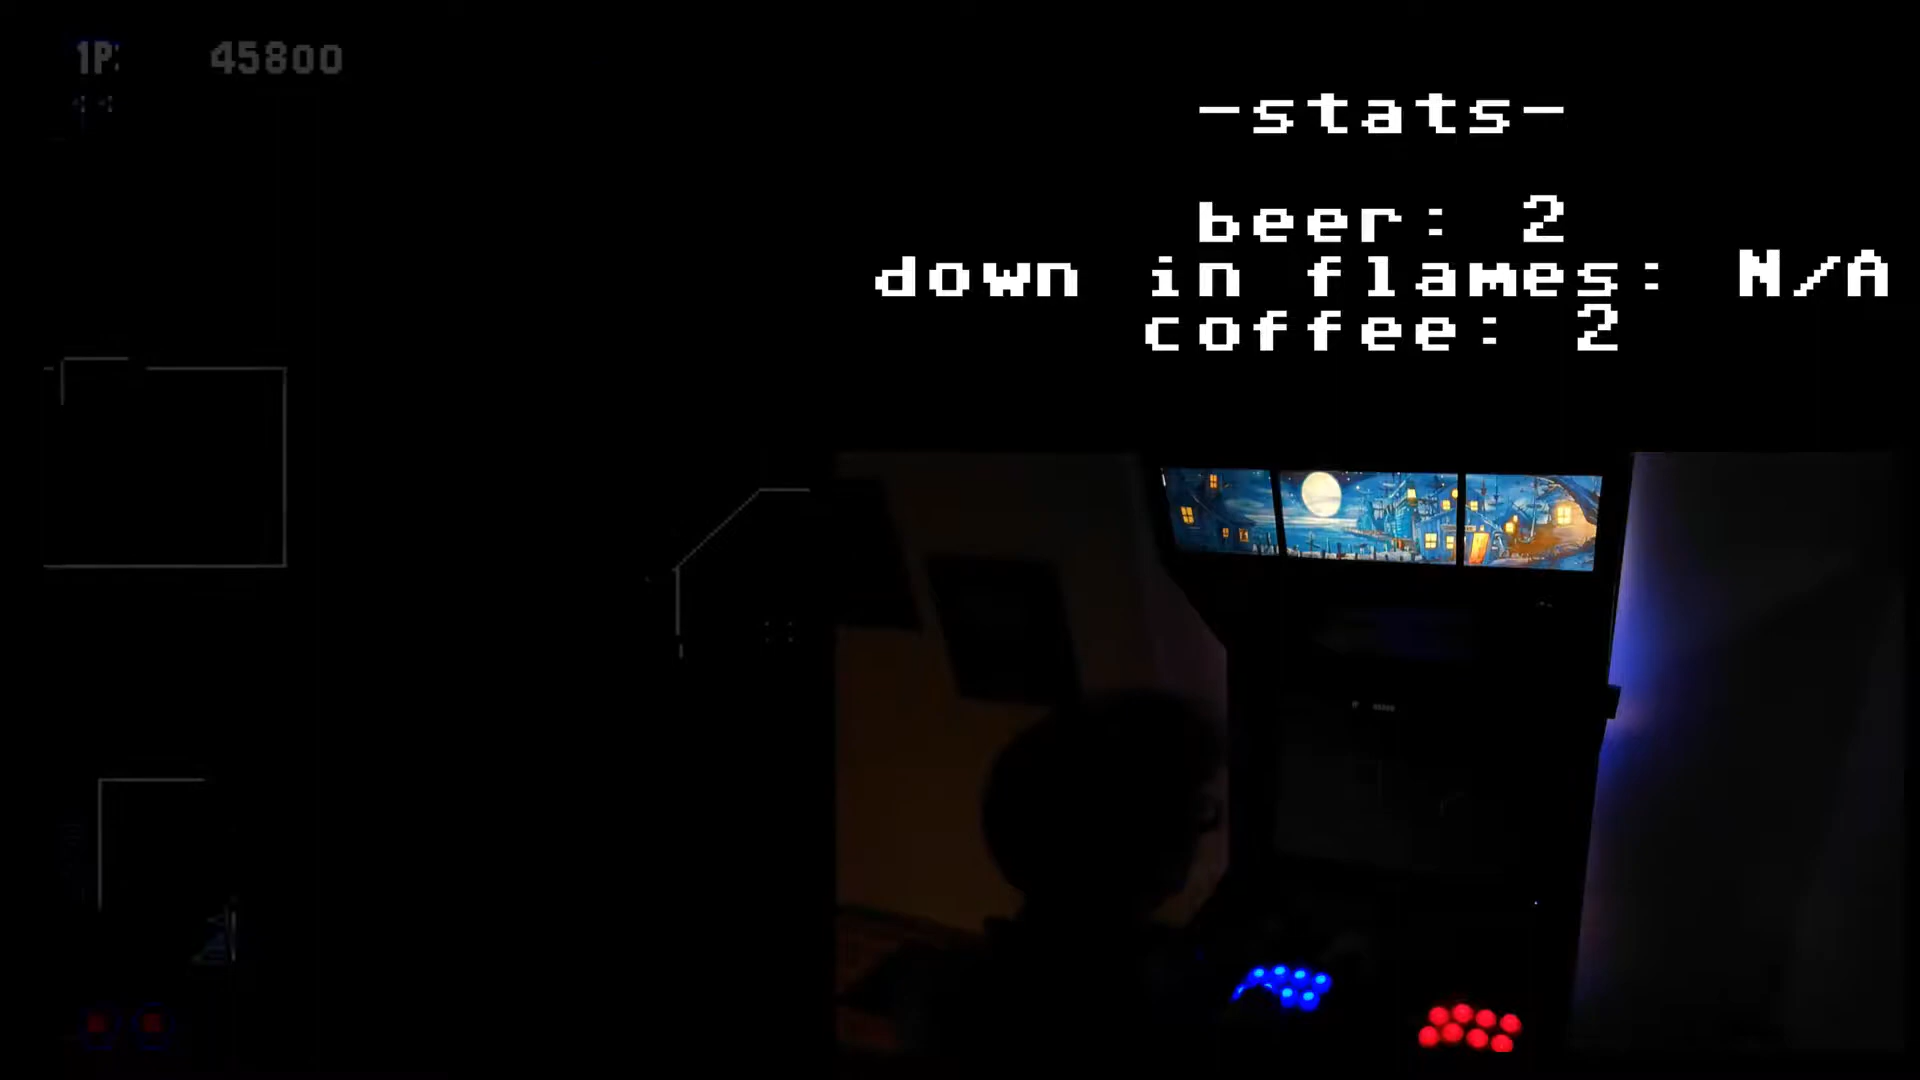 1P: 45800
-stats-
beer: 2
down in flames: N/A
coffee: 2